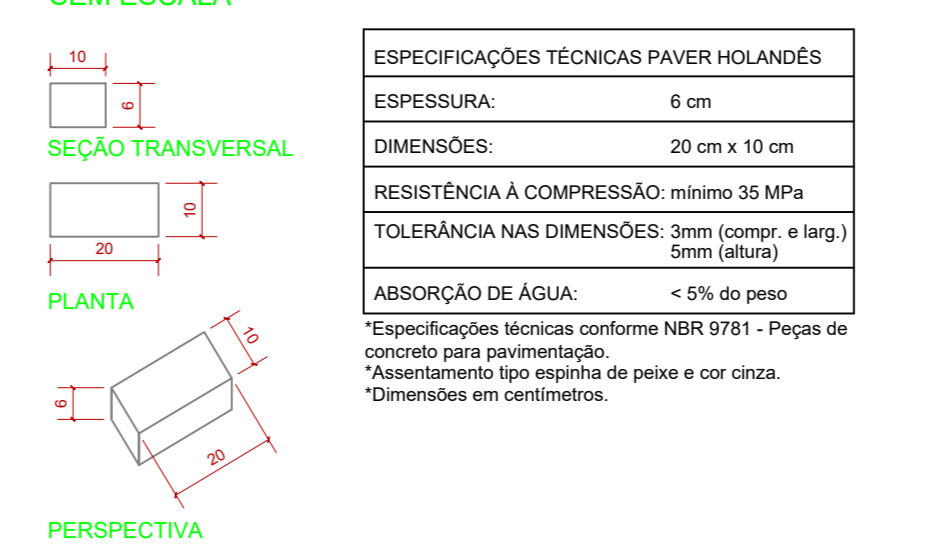 SEM ESCALA
10
6
SEÇÃO TRANSVERSAL
10
20
PLANTA
10
6
20
PERSPECTIVA
ESPECIFICAÇÕES TÉCNICAS PAVER HOLANDÊS
ESPESSURA: 6 cm
DIMENSÕES: 20 cm x 10 cm
RESISTÊNCIA À COMPRESSÃO: mínimo 35 MPa
TOLERÂNCIA NAS DIMENSÕES: 3mm (compr. e larg.)
5mm (altura)
ABSORÇÃO DE ÁGUA: < 5% do peso
*Especificações técnicas conforme NBR 9781 - Peças de
concreto para pavimentação.
*Assentamento tipo espinha de peixe e cor cinza.
*Dimensões em centímetros.